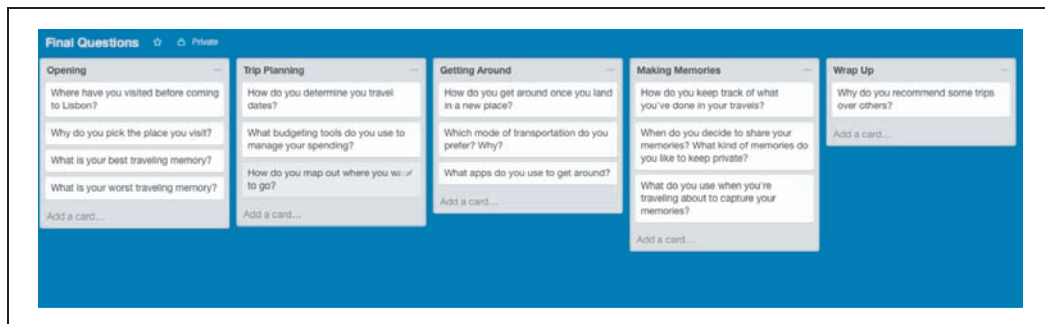 Final Questions Private
Opening
Where have you visited before coming
to Lisbon?
Why do you pick the place you visit?
What is your best traveling memory?
What is your worst traveling memory?
Add a card...
Trip Planning
How do you determine you travel
dates?
What budgeting tools do you use to
manage your spending?
How do you map out where you
to go?
Add a card...
Getting Around
How do you get around once you land
in a new place?
Which mode of transportation do you
prefer? Why?
What apps do you use to get around?
Add a card...
Making Memories
How do you keep track of what
you've done in your travels?
When do you decide to share your
memories? What kind of memories do
you like to keep private?
What do you use when you're
traveling about to capture your
memories?
Add a card...
Wrap Up
Why do you recommend some trips
over others?
Add a card...